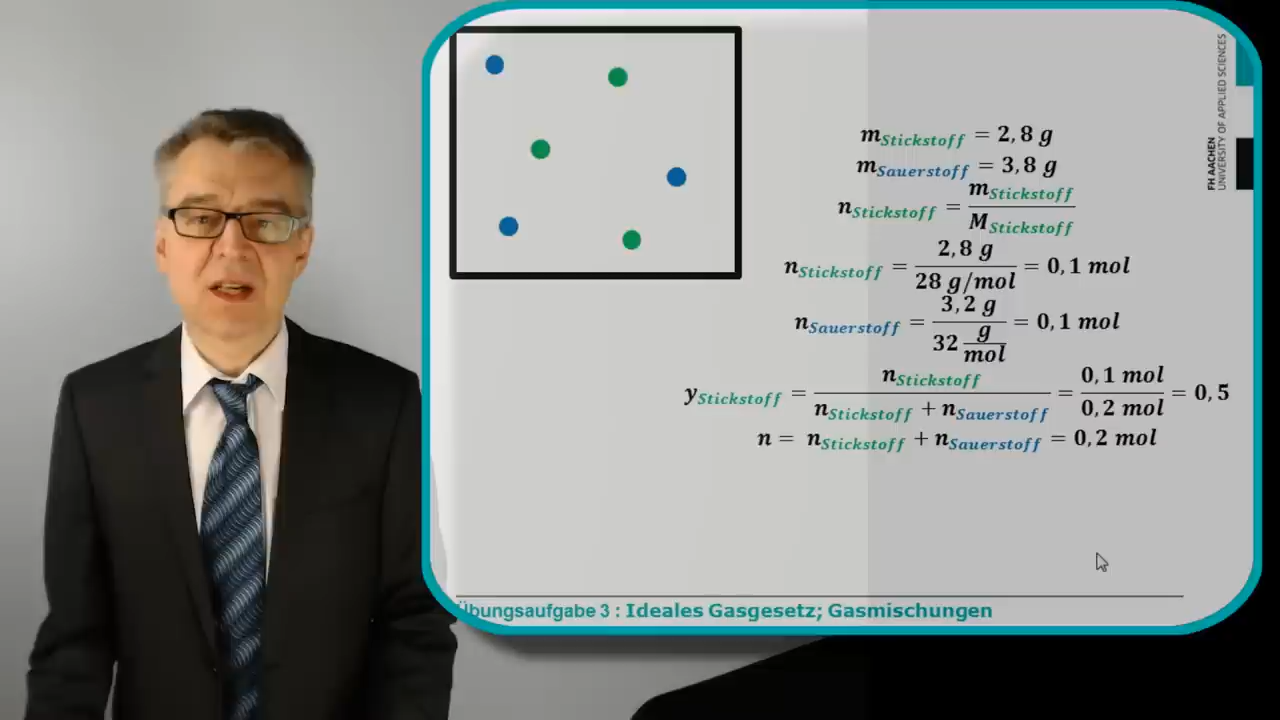 m_Stickstoff = 2,8 g
m_Sauerstoff = 3,8 g
n_Stickstoff = m_Stickstoff / M_Stickstoff
n_Stickstoff = 2,8 g / 28 g/mol = 0,1 mol
n_Sauerstoff = 3,2 g / 32 g/mol = 0,1 mol
y_Stickstoff = n_Stickstoff / n_Stickstoff + n_Sauerstoff = 0,1 mol / 0,2 mol = 0,5
n = n_Stickstoff + n_Sauerstoff = 0,2 mol
Übungsaufgabe 3 : Ideales Gasgesetz; Gasmischungen
FH AACHEN
UNIVERSITY OF APPLIED SCIENCES